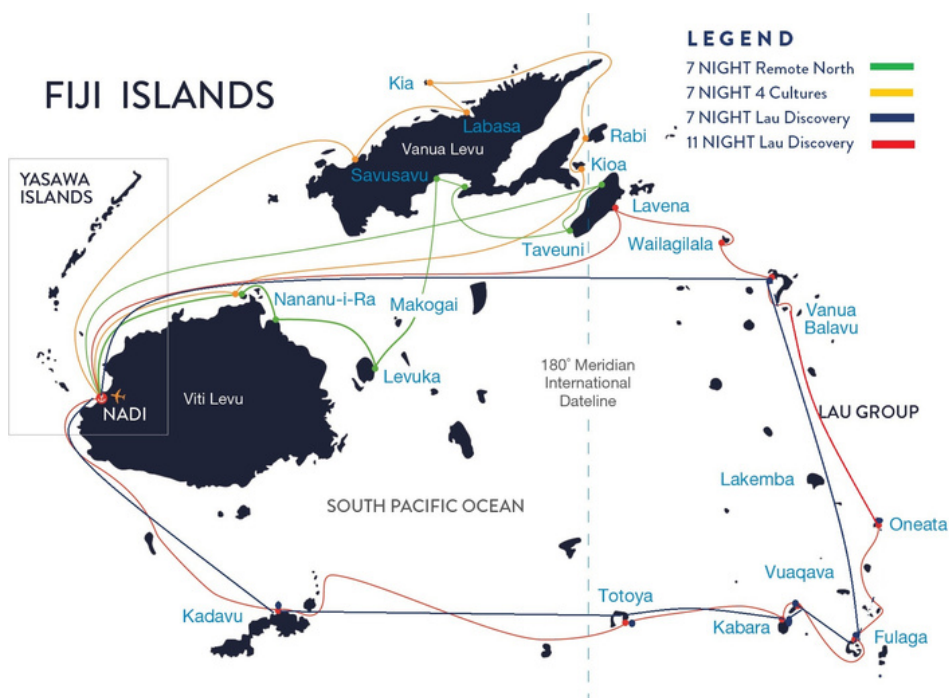 FIJI ISLANDS
LEGEND
7 NIGHT Remote North
7 NIGHT 4 Cultures
7 NIGHT Lau Discovery
11 NIGHT Lau Discovery
Kia
Labasa
Vanua Levu
Rabi
Kioa
YASAWA
ISLANDS
Savusavu
Lavena
Taveuni
Wailagilala
Nananu-i-Ra
Makogai
Vanua
Balavu
Levuka
180° Meridian
International
Dateline
Viti Levu
NADI
LAU GROUP
Lakemba
SOUTH PACIFIC OCEAN
Oneata
Vuaqava
Totoya
Kadavu
Kabara
Fulaga